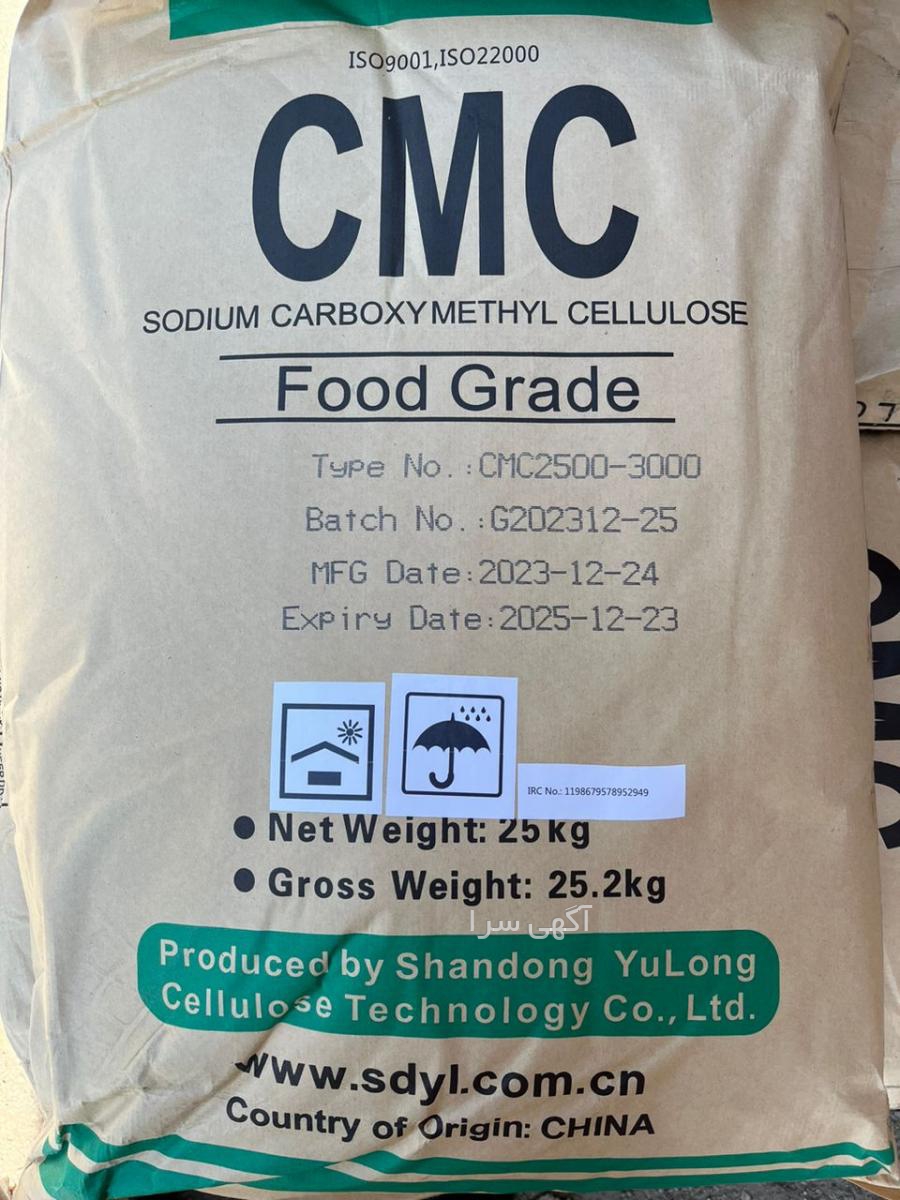 ISO9001,ISO22000
CMC
SODIUM CARBOXYMETHYL CELLULOSE
Food Grade
Type No.:CMC2500-3000
Batch No.:G202312-25
MFG Date:2023-12-24
Expiry Date:2025-12-23
IRC No.: 1198679578952949
● Net Weight: 25kg
● Gross Weight: 25.2kg
آگهی سرا
Produced by Shandong YuLong
Cellulose Technology Co., Ltd.
www.sdyl.com.cn
Country of Origin: CHINA